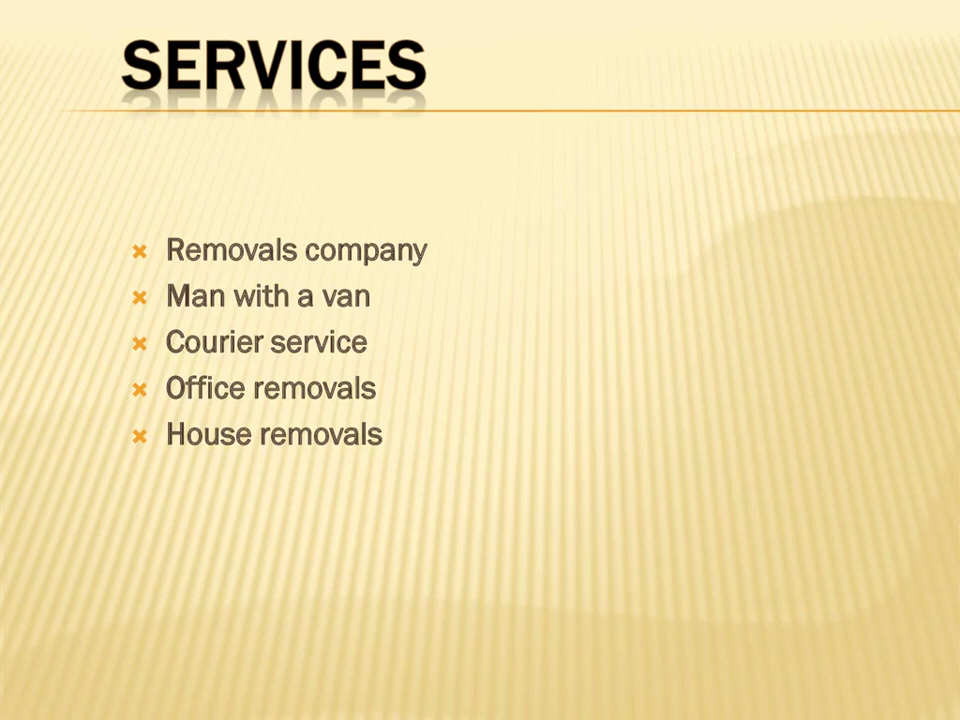 SERVICES
Removals company
Man with a van
Courier service
Office removals
House removals